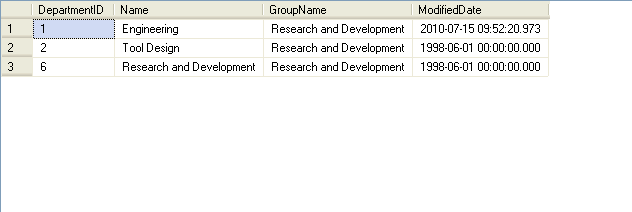 DepartmentID Name GroupName ModifiedDate
1 1 Engineering Research and Development 2010-07-15 09:52:20.973
2 2 Tool Design Research and Development 1998-06-01 00:00:00.000
3 6 Research and Development Research and Development 1998-06-01 00:00:00.000